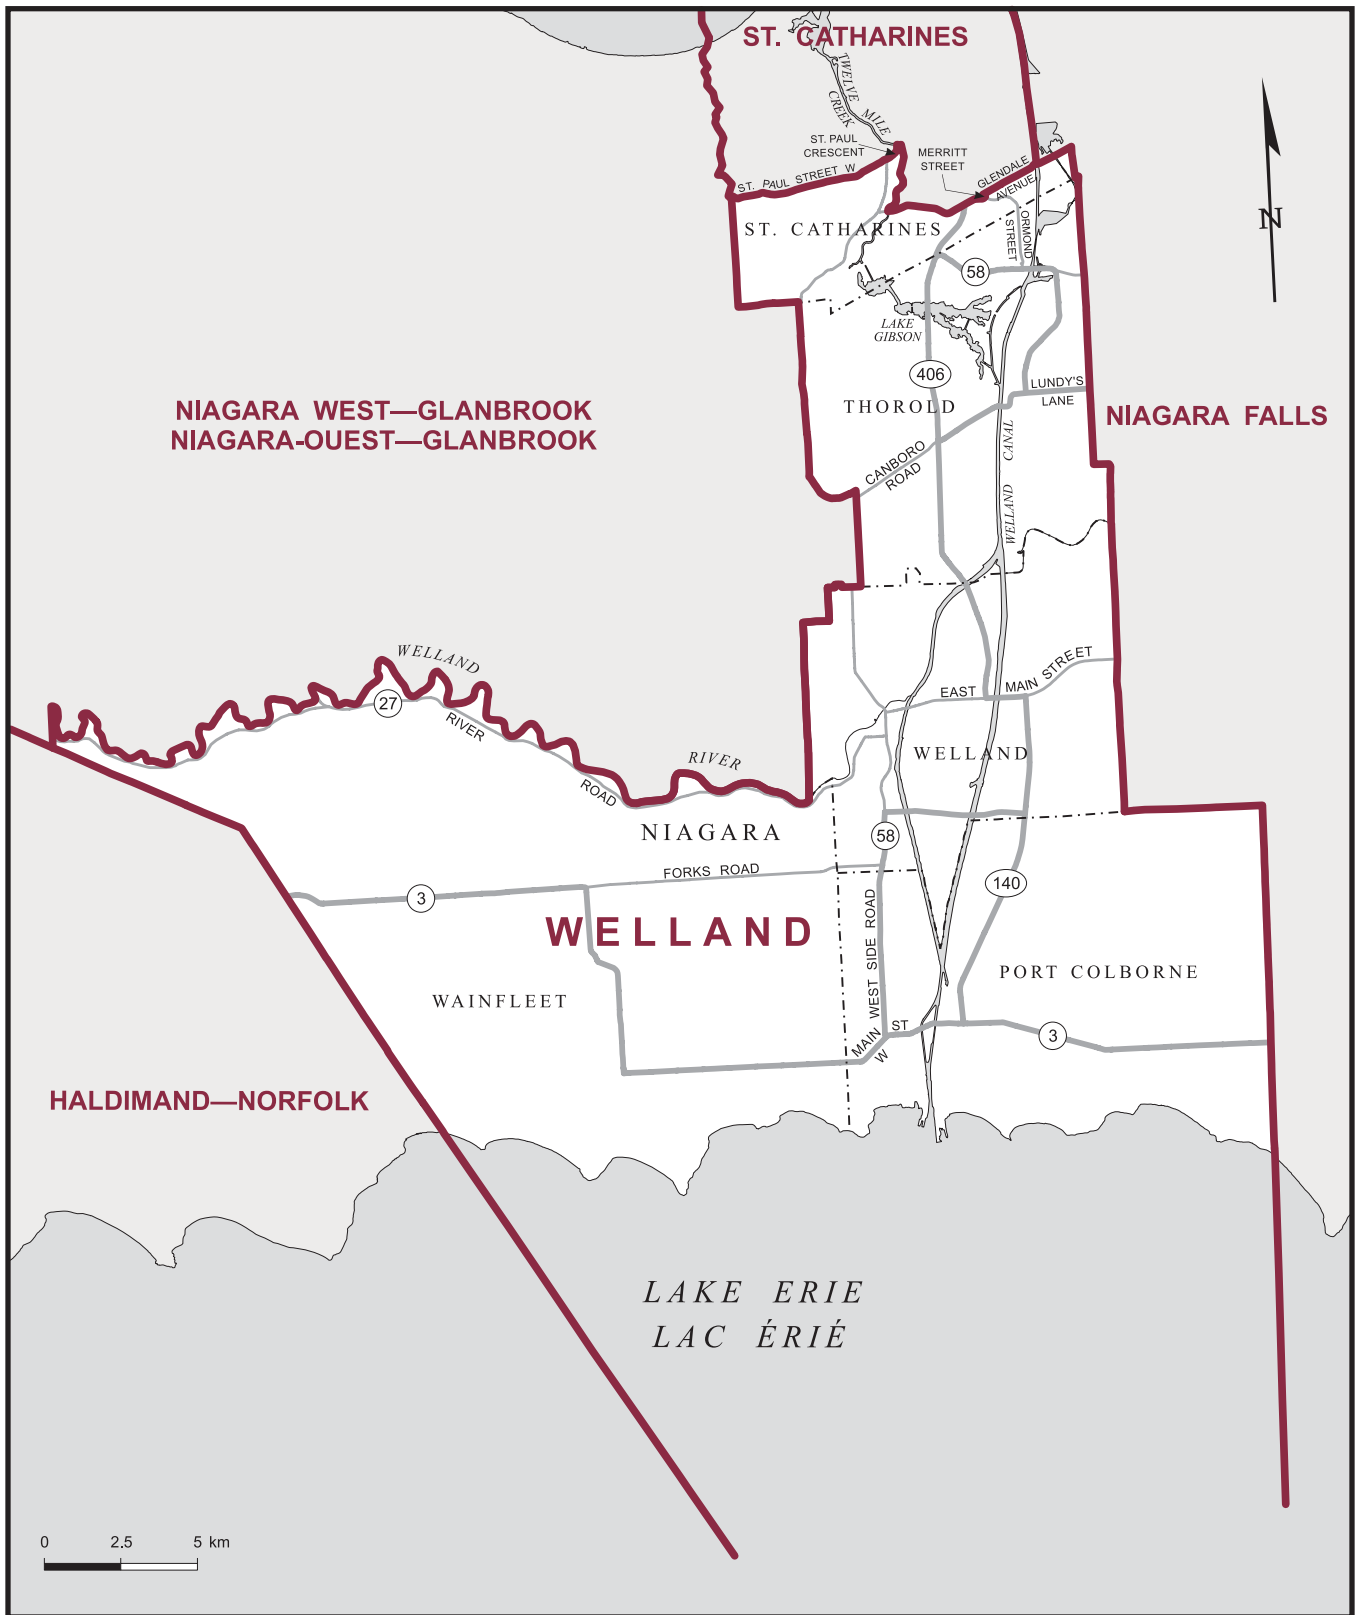 ST. CATHARINES
TWELVE MILE
CREEK
ST. PAUL
CRESCENT
MERRITT
STREET
GLENDALE
AVENUE
ST. PAUL STREET W
ORMOND
STREET
N
ST. CATHARINES
58
LAKE
GIBSON
406
LUNDY'S
LANE
THOROLD
NIAGARA WEST—GLANBROOK
NIAGARA-OUEST—GLANBROOK
NIAGARA FALLS
CANBORO
ROAD
WELLAND CANAL
WELLAND
RIVER
27
RIVER
ROAD
EAST MAIN STREET
WELLAND
NIAGARA
58
FORKS ROAD
3
140
WELLAND
WEST SIDE ROAD
PORT COLBORNE
WAINFLEET
MAIN ST
W
3
HALDIMAND—NORFOLK
LAKE ERIE
LAC ÉRIÉ
0 2.5 5 km